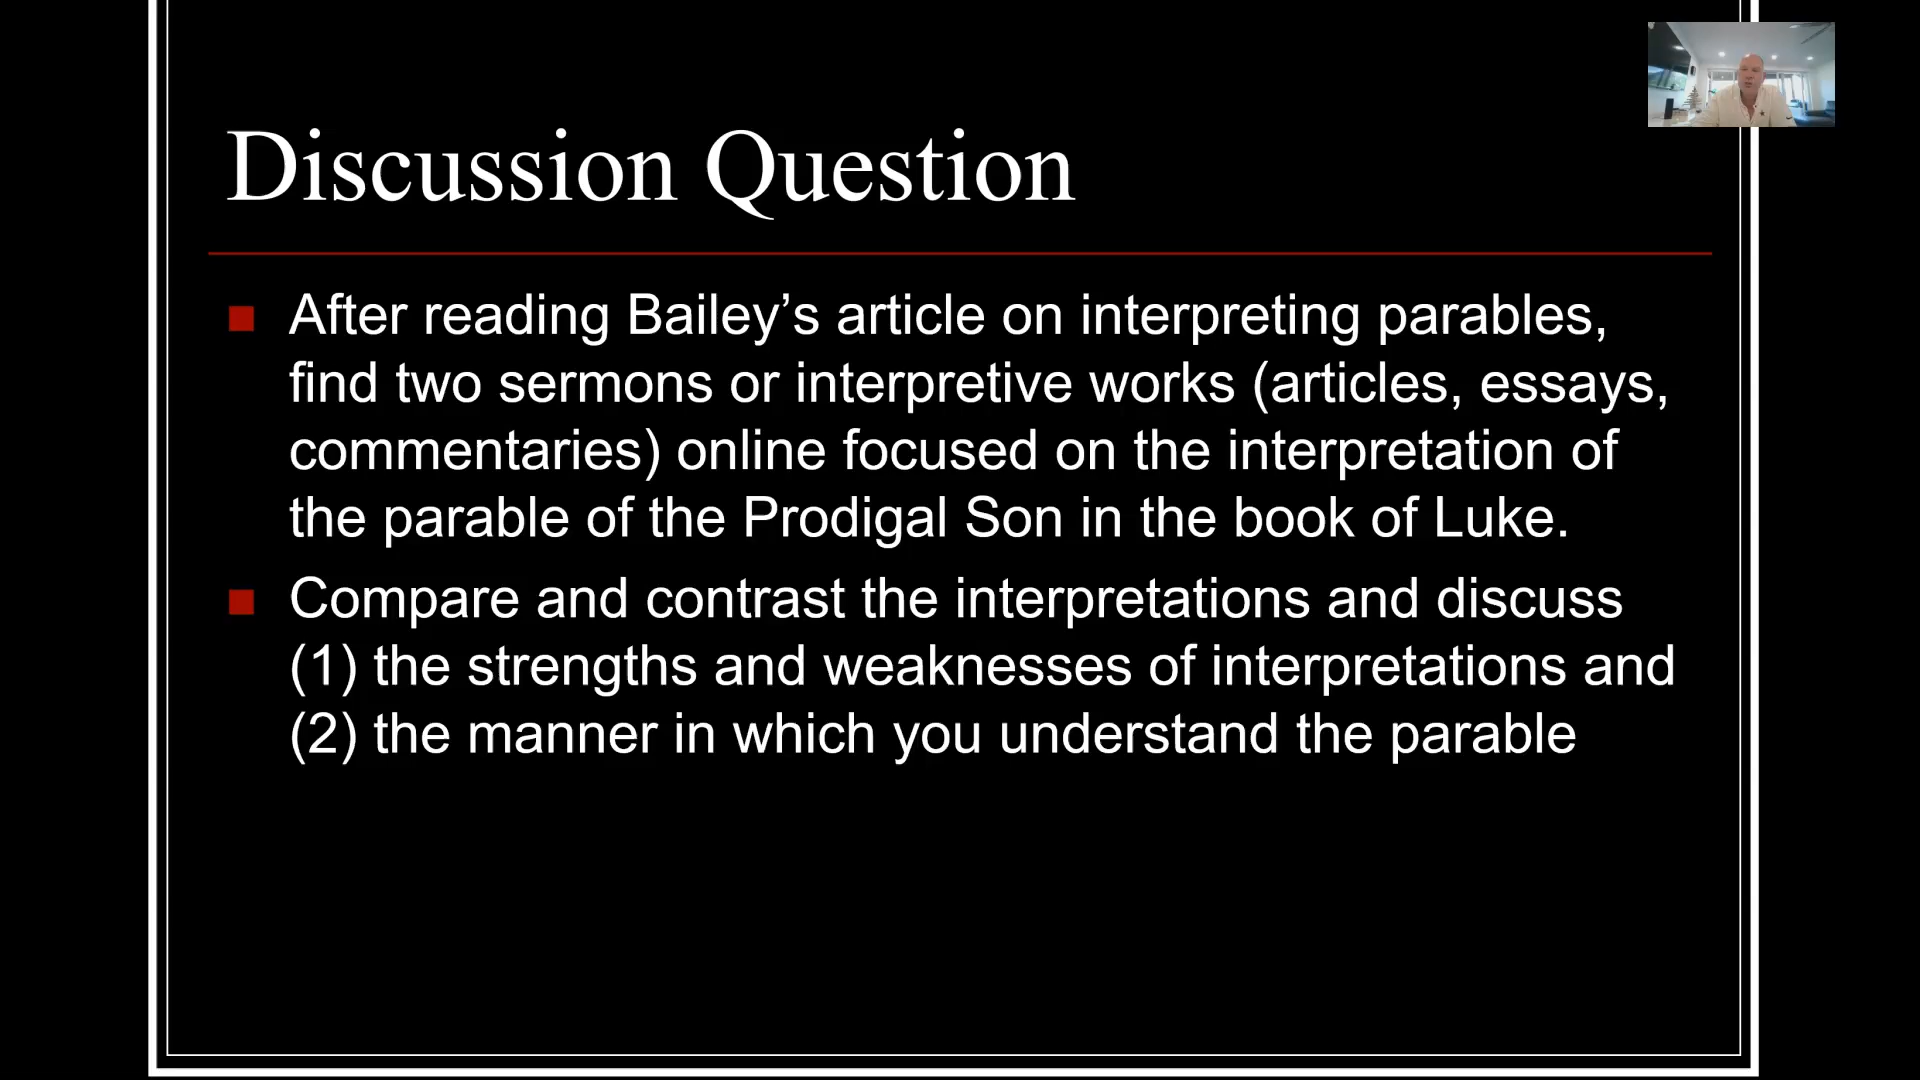 Discussion Question
After reading Bailey’s article on interpreting parables,
find two sermons or interpretive works (articles, essays,
commentaries) online focused on the interpretation of
the parable of the Prodigal Son in the book of Luke.
Compare and contrast the interpretations and discuss
(1) the strengths and weaknesses of interpretations and
(2) the manner in which you understand the parable